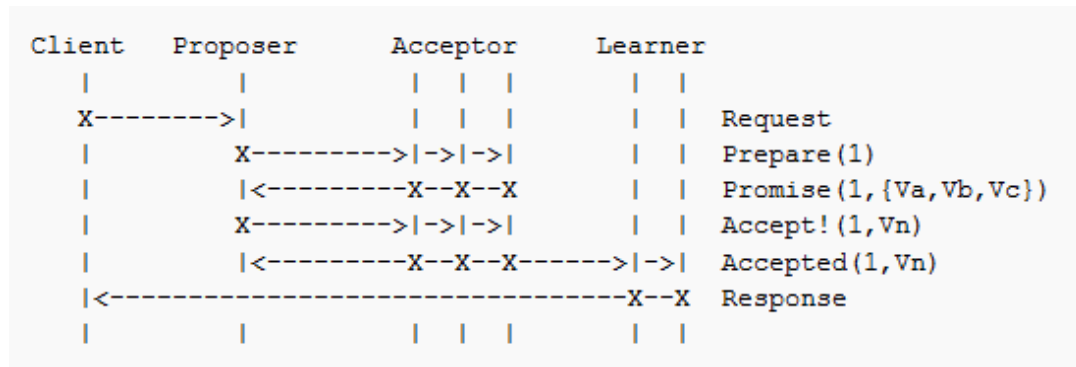 Client   Proposer      Acceptor     Learner
   |         |          |  |  |       |  |
   X-------->|          |  |  |       |  |  Request
   |         X--------->|->|->|       |  |  Prepare(1)
   |         |<---------X--X--X       |  |  Promise(1,{Va,Vb,Vc})
   |         X--------->|->|->|       |  |  Accept!(1,Vn)
   |         |<---------X--X--X------>|->|  Accepted(1,Vn)
   |<---------------------------------X--X  Response
   |         |          |  |  |       |  |